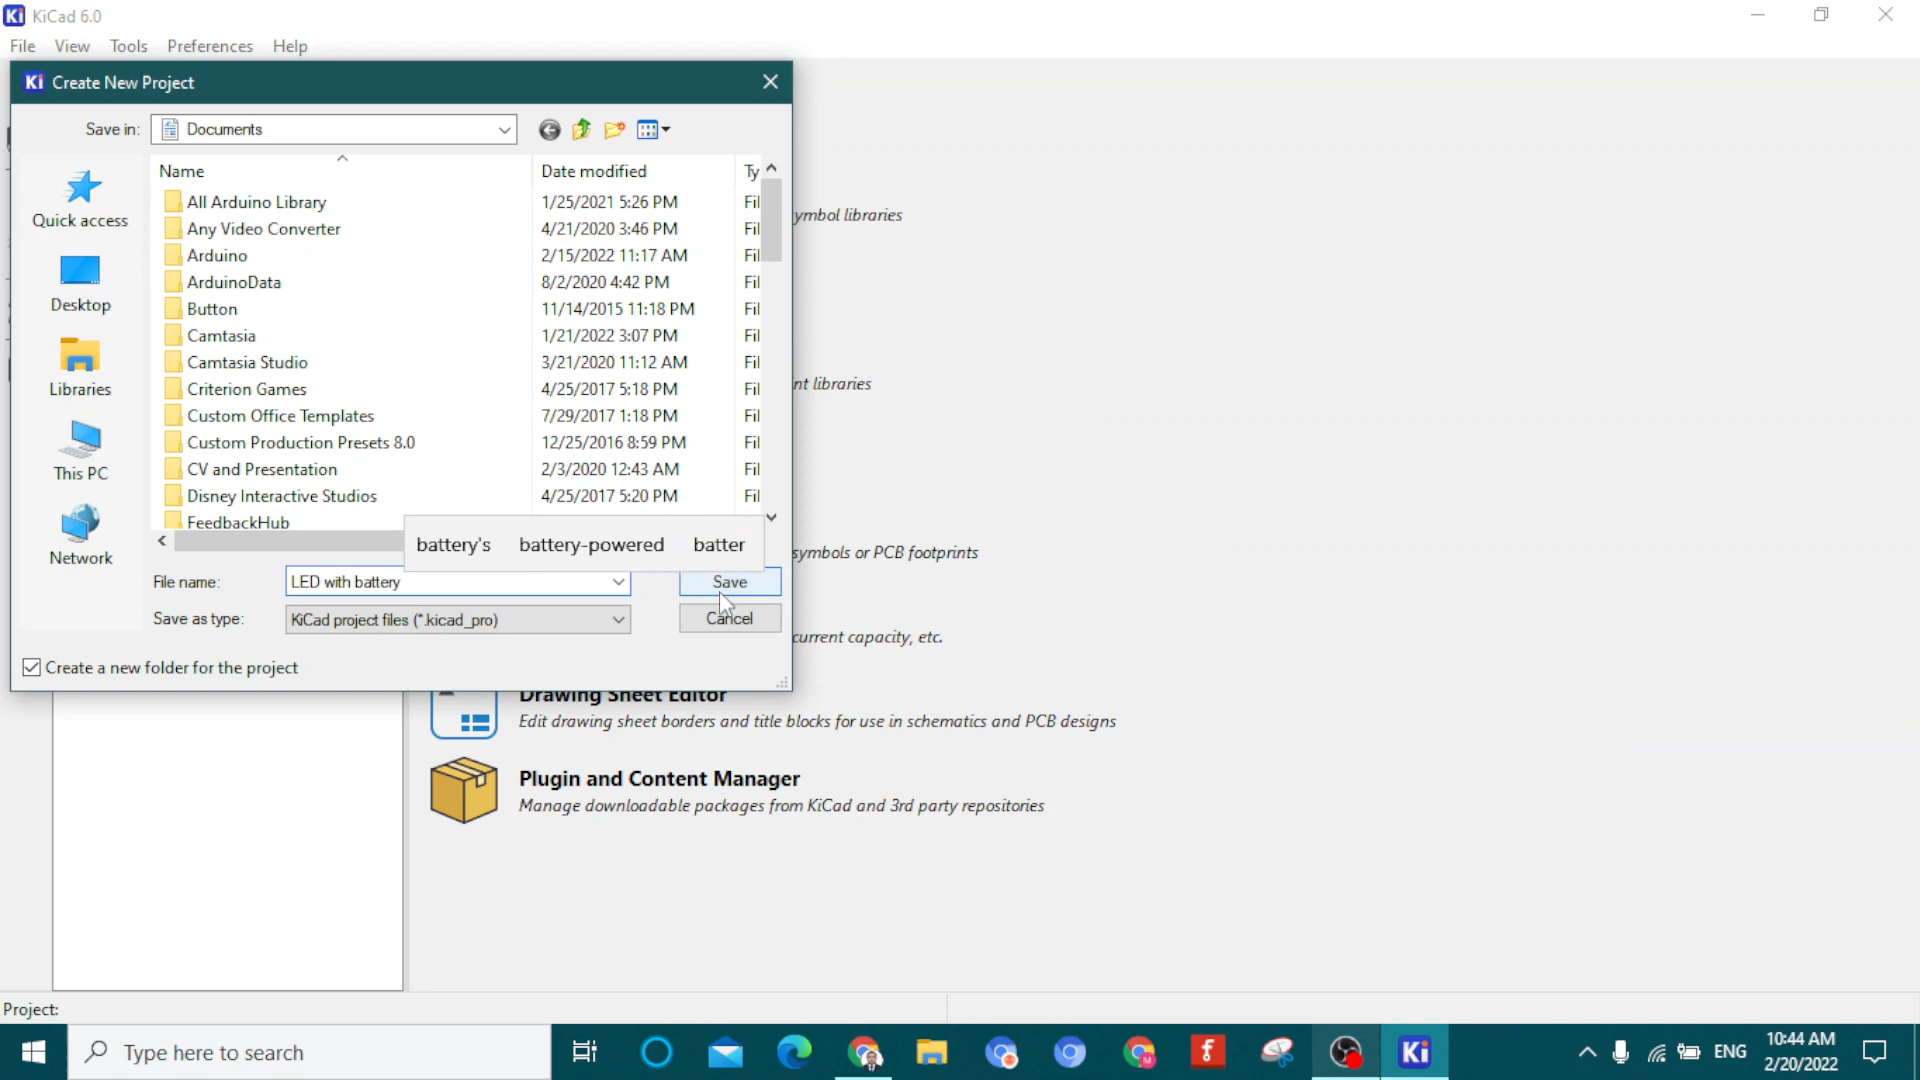 KiCad 6.0
File View Tools Preferences Help
Create New Project
Save in: Documents
Name Date modified Ty
All Arduino Library 1/25/2021 5:26 PM Fil
Any Video Converter 4/21/2020 3:46 PM Fil
Arduino 2/15/2022 11:17 AM Fil
ArduinoData 8/2/2020 4:42 PM Fil
Button 11/14/2015 11:18 PM Fil
Camtasia 1/21/2022 3:07 PM Fil
Camtasia Studio 3/21/2020 11:12 AM Fil
Criterion Games 4/25/2017 5:18 PM Fil
Custom Office Templates 7/29/2017 1:18 PM Fil
Custom Production Presets 8.0 12/25/2016 8:59 PM Fil
CV and Presentation 2/3/2020 12:43 AM Fil
Disney Interactive Studios 4/25/2017 5:20 PM Fil
FeedbackHub
Quick access
Desktop
Libraries
This PC
Network
battery's battery-powered batter
File name: LED with battery Save
Save as type: KiCad project files (*.kicad_pro) Cancel
Create a new folder for the project
ymbol libraries
nt libraries
symbols or PCB footprints
current capacity, etc.
Drawing Sheet Editor
Edit drawing sheet borders and title blocks for use in schematics and PCB designs
Plugin and Content Manager
Manage downloadable packages from KiCad and 3rd party repositories
Project:
Type here to search
ENG
10:44 AM
2/20/2022